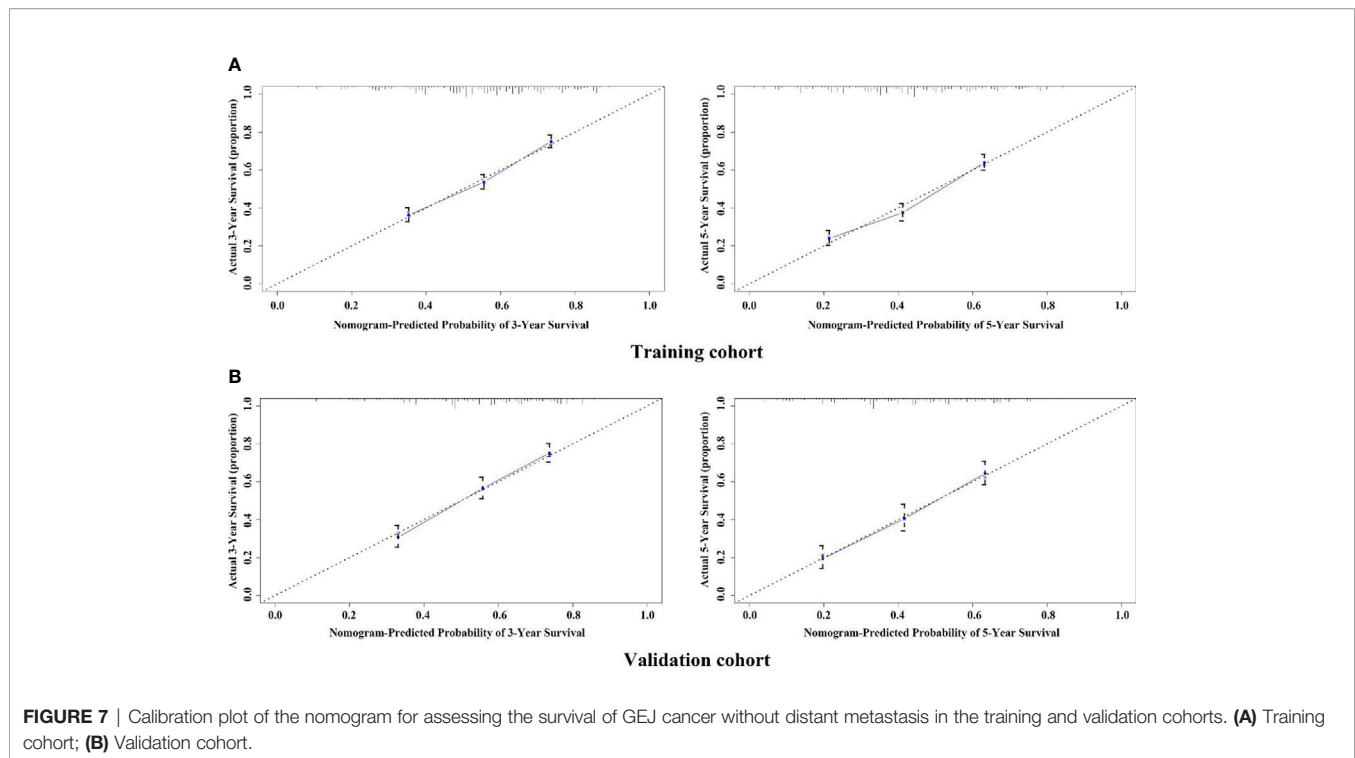 A
Actual 3-Year Survival (proportion)
0.0 0.2 0.4 0.6 0.8 1.0
0.0 0.2 0.4 0.6 0.8 1.0
Nomogram-Predicted Probability of 3-Year Survival
Actual 5-Year Survival (proportion)
0.0 0.2 0.4 0.6 0.8 1.0
0.0 0.2 0.4 0.6 0.8 1.0
Nomogram-Predicted Probability of 5-Year Survival
Training cohort
B
Actual 3-Year Survival (proportion)
0.0 0.2 0.4 0.6 0.8 1.0
0.0 0.2 0.4 0.6 0.8 1.0
Nomogram-Predicted Probability of 3-Year Survival
Actual 5-Year Survival (proportion)
0.0 0.2 0.4 0.6 0.8 1.0
0.0 0.2 0.4 0.6 0.8 1.0
Nomogram-Predicted Probability of 5-Year Survival
Validation cohort
FIGURE 7 | Calibration plot of the nomogram for assessing the survival of GEJ cancer without distant metastasis in the training and validation cohorts. (A) Training
cohort; (B) Validation cohort.